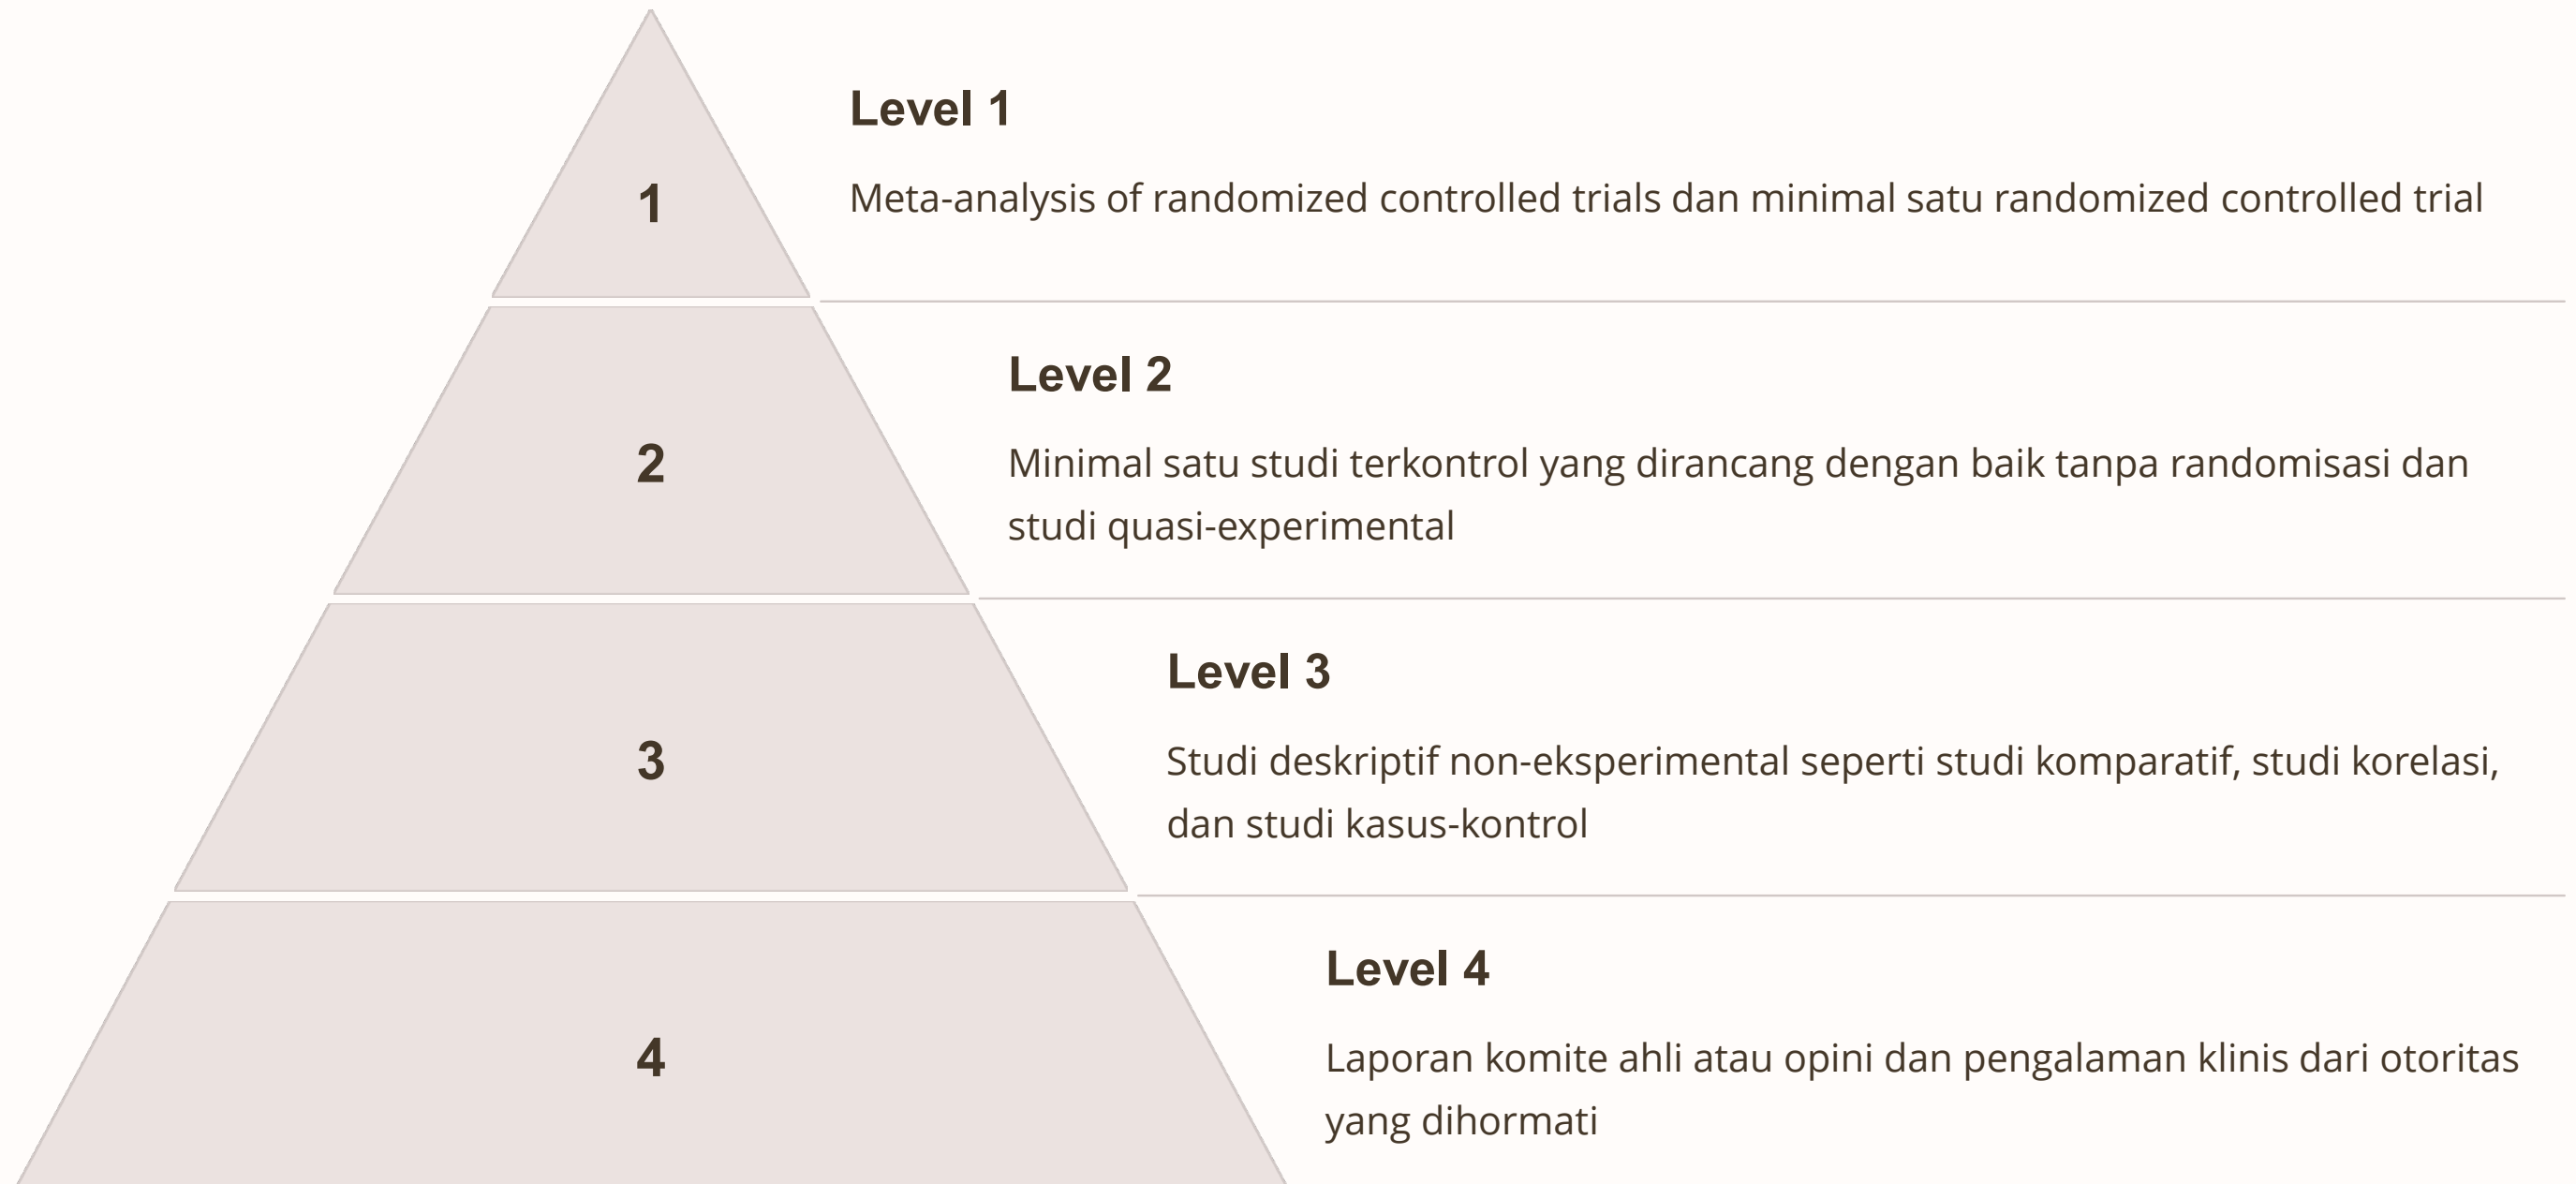 Level 1
1
Meta-analysis of randomized controlled trials dan minimal satu randomized controlled trial
Level 2
2
Minimal satu studi terkontrol yang dirancang dengan baik tanpa randomisasi dan
studi quasi-experimental
Level 3
3
Studi deskriptif non-eksperimental seperti studi komparatif, studi korelasi,
dan studi kasus-kontrol
Level 4
4
Laporan komite ahli atau opini dan pengalaman klinis dari otoritas
yang dihormati